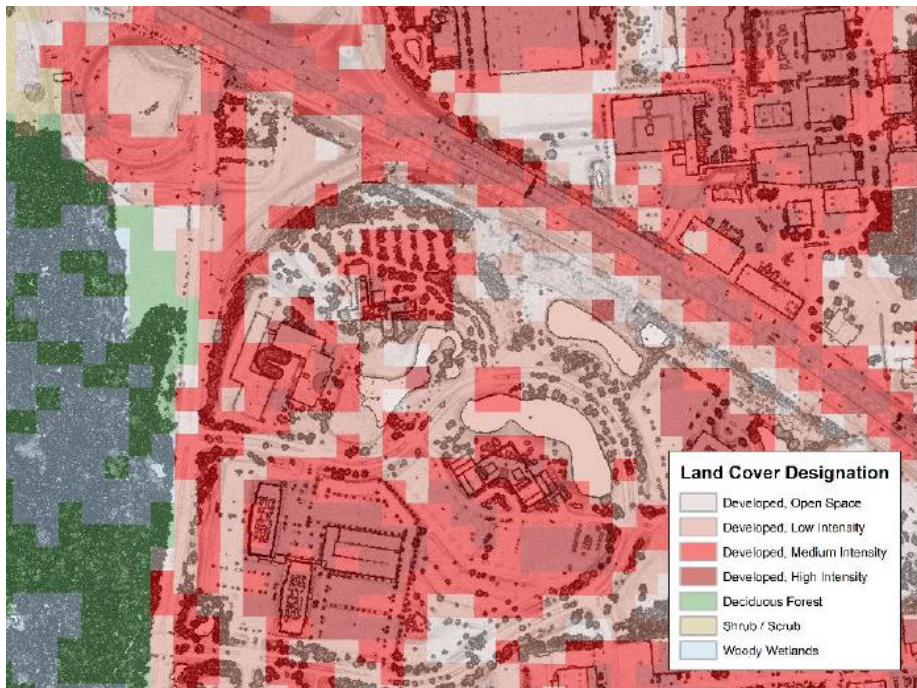 Land Cover Designation
Developed, Open Space
Developed, Low Intensity
Developed, Medium Intensity
Developed, High Intensity
Deciduous Forest
Shrub / Scrub
Woody Wetlands